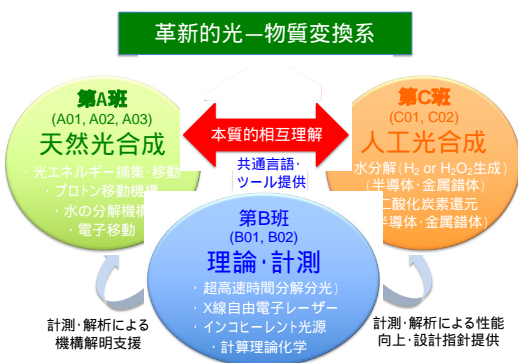 革新的光—物質変換系
第A班
(A01, A02, A03)
天然光合成
・光エネルギー捕集・移動
・プロトン移動機構
・水の分解機構
・電子移動
本質的相互理解
共通言語・
ツール提供
第C班
(C01, C02)
人工光合成
水分解(H₂ or H₂O₂生成)
(半導体・金属錯体)
二酸化炭素還元
(半導体・金属錯体)
第B班
(B01, B02)
理論・計測
・超高速時間分解分光)
・X線自由電子レーザー
・インコヒーレント光源
・計算理論化学
計測・解析による
機構解明支援
計測・解析による性能
向上・設計指針提供